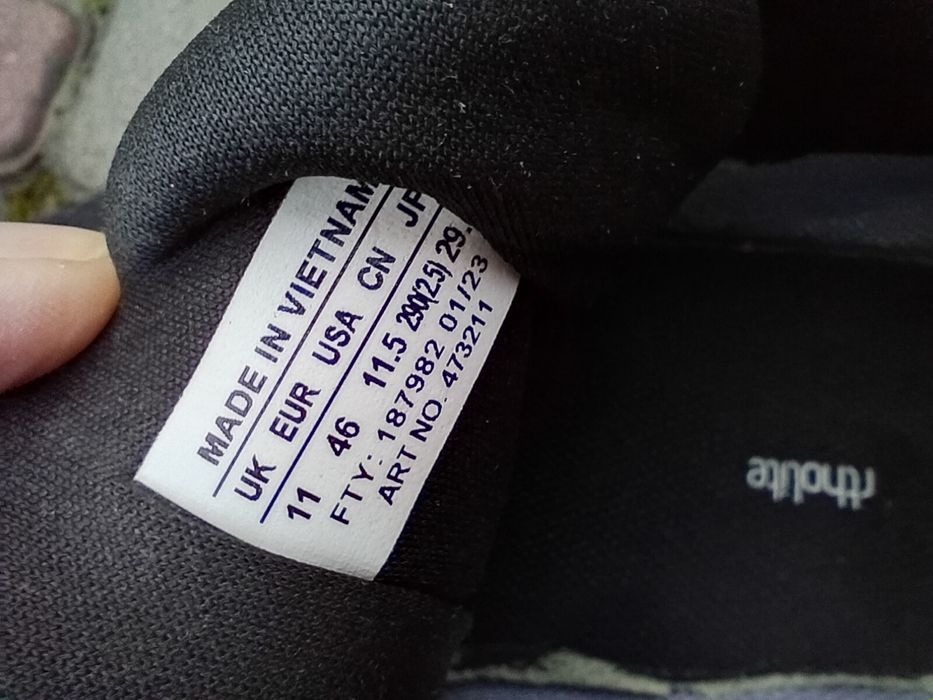 MADE IN VIETNAM
UK EUR USA CN JP
11 46 11.5 290(2.5) 29.
FTY: 187982 01/23
ART NO. 473211
rtholite